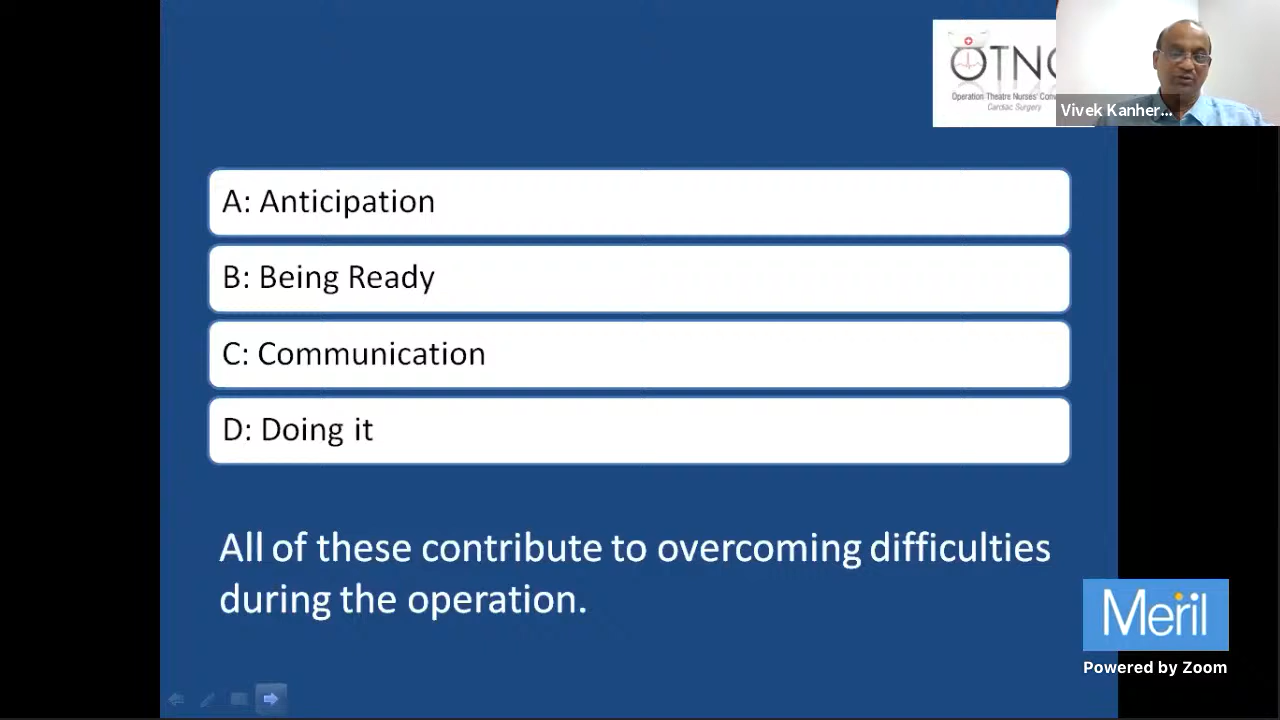 OTNC
Operation Theatre Nurses' Conv
Cardiac Surgery
Vivek Kanher...
A: Anticipation
B: Being Ready
C: Communication
D: Doing it
All of these contribute to overcoming difficulties
during the operation.
Meril
Powered by Zoom